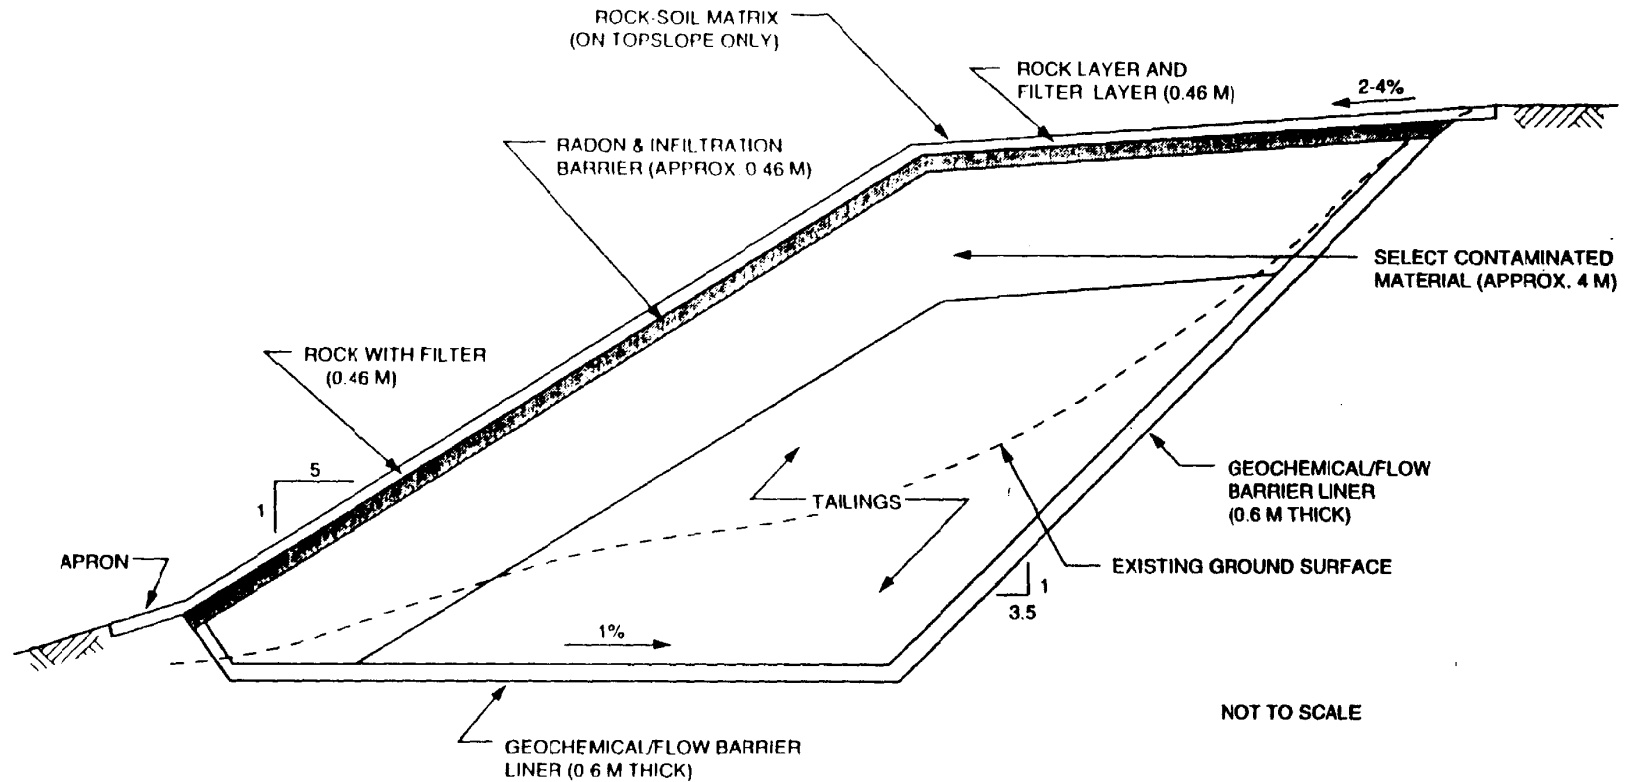 ROCK-SOIL MATRIX
(ON TOPSLOPE ONLY)
ROCK LAYER AND
FILTER LAYER (0.46 M)
2-4%
RADON & INFILTRATION
BARRIER (APPROX. 0.46 M)
SELECT CONTAMINATED
MATERIAL (APPROX. 4 M)
ROCK WITH FILTER
(0.46 M)
5
1
GEOCHEMICAL/FLOW
BARRIER LINER
(0.6 M THICK)
TAILINGS
APRON
EXISTING GROUND SURFACE
1
3.5
1%
NOT TO SCALE
GEOCHEMICAL/FLOW BARRIER
LINER (0.6 M THICK)